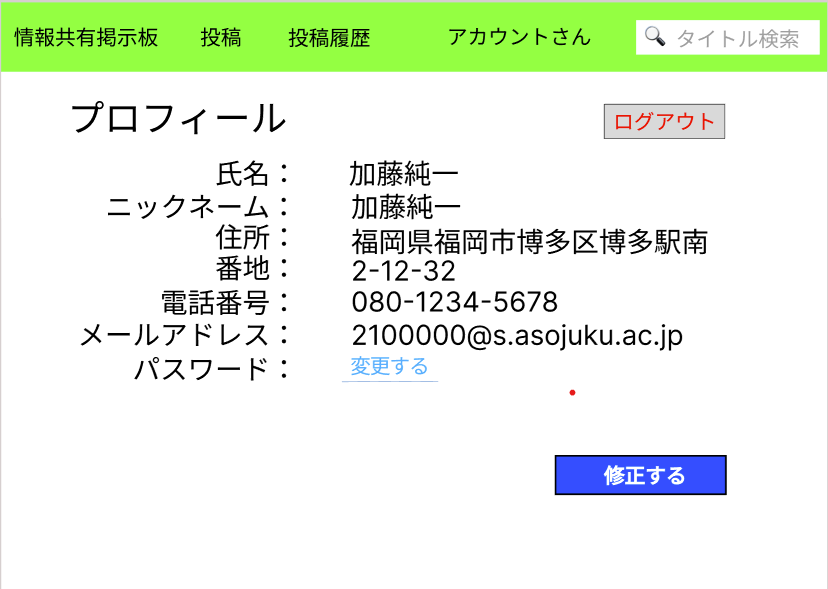 情報共有掲示板 投稿 投稿履歴 アカウントさん タイトル検索
プロフィール ログアウト
氏名： 加藤純一
ニックネーム： 加藤純一
住所： 福岡県福岡市博多区博多駅南
番地： 2-12-32
電話番号： 080-1234-5678
メールアドレス： 2100000@s.asojuku.ac.jp
パスワード： 変更する
修正する